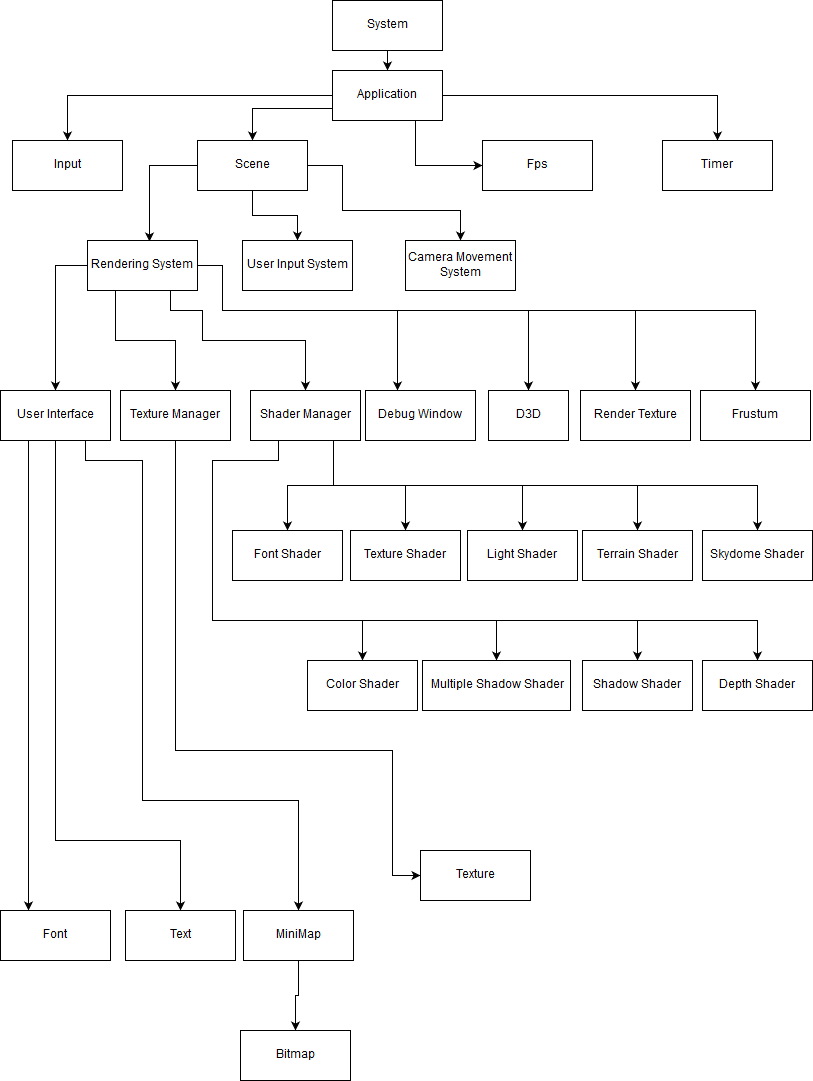 System
Application
Input
Scene
Fps
Timer
Rendering System
User Input System
Camera Movement
System
User Interface
Texture Manager
Shader Manager
Debug Window
D3D
Render Texture
Frustum
Font Shader
Texture Shader
Light Shader
Terrain Shader
Skydome Shader
Color Shader
Multiple Shadow Shader
Shadow Shader
Depth Shader
Texture
Font
Text
MiniMap
Bitmap